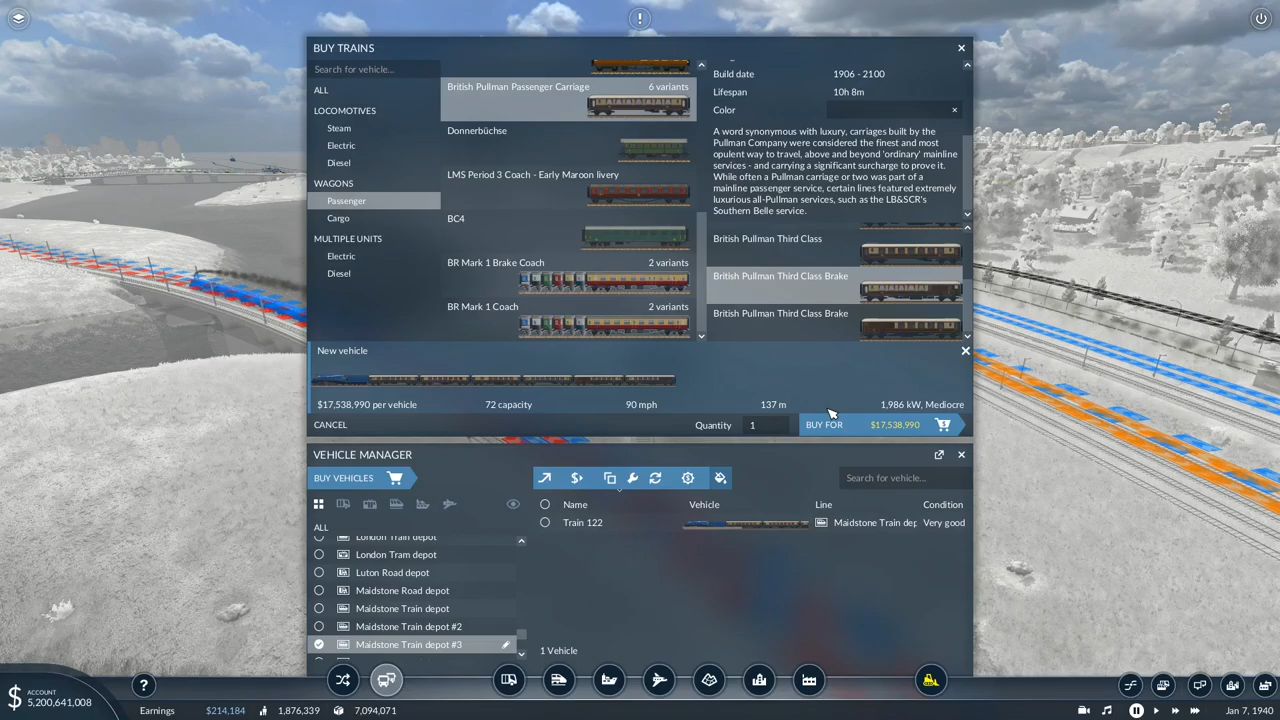 BUY TRAINS
Search for vehicle...
ALL
LOCOMOTIVES
Steam
Electric
Diesel
WAGONS
Passenger
Cargo
MULTIPLE UNITS
Electric
Diesel
British Pullman Passenger Carriage 6 variants
Donnerbüchse
LMS Period 3 Coach - Early Maroon livery
BC4
BR Mark 1 Brake Coach 2 variants
BR Mark 1 Coach 2 variants
Build date 1906 - 2100
Lifespan 10h 8m
Color
A word synonymous with luxury, carriages built by the
Pullman Company were considered the finest and most
opulent way to travel, above and beyond 'ordinary' mainline
services - and carrying a significant surcharge to prove it.
While often a Pullman carriage or two was part of a
mainline passenger service, certain lines featured extremely
luxurious all-Pullman services, such as the LB&SCR's
Southern Belle service.
British Pullman Third Class
British Pullman Third Class Brake
British Pullman Third Class Brake
New vehicle
$17,538,990 per vehicle 72 capacity 90 mph 137 m 1,986 kW, Mediocre
CANCEL Quantity 1 BUY FOR $17,538,990
VEHICLE MANAGER
BUY VEHICLES Search for vehicle...
Name Vehicle Line Condition
Train 122 Maidstone Train dep Very good
ALL
London Train depot
London Tram depot
Luton Road depot
Maidstone Road depot
Maidstone Train depot
Maidstone Train depot #2
Maidstone Train depot #3
1 Vehicle
$ ACCOUNT
5,200,641,008
?
Earnings $214,184 1,876,339 7,094,071 Jan 7, 1940